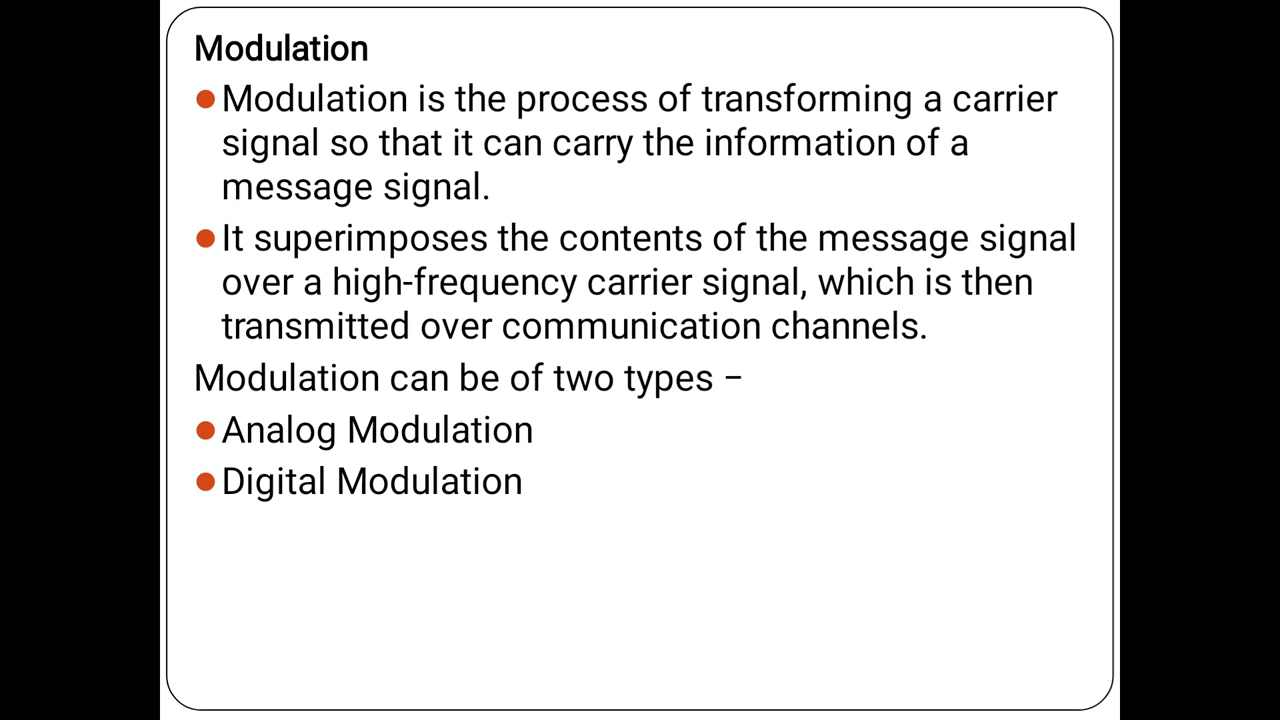 Modulation
Modulation is the process of transforming a carrier
signal so that it can carry the information of a
message signal.
It superimposes the contents of the message signal
over a high-frequency carrier signal, which is then
transmitted over communication channels.
Modulation can be of two types −
Analog Modulation
Digital Modulation